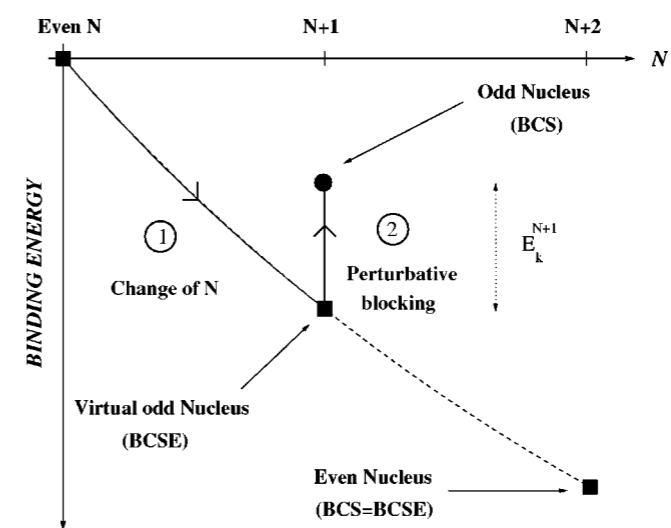 Even N
N+1
N+2
N
Odd Nucleus
(BCS)
BINDING ENERGY
1
Change of N
2
Perturbative
blocking
E_k^{N+1}
Virtual odd Nucleus
(BCSE)
Even Nucleus
(BCS=BCSE)